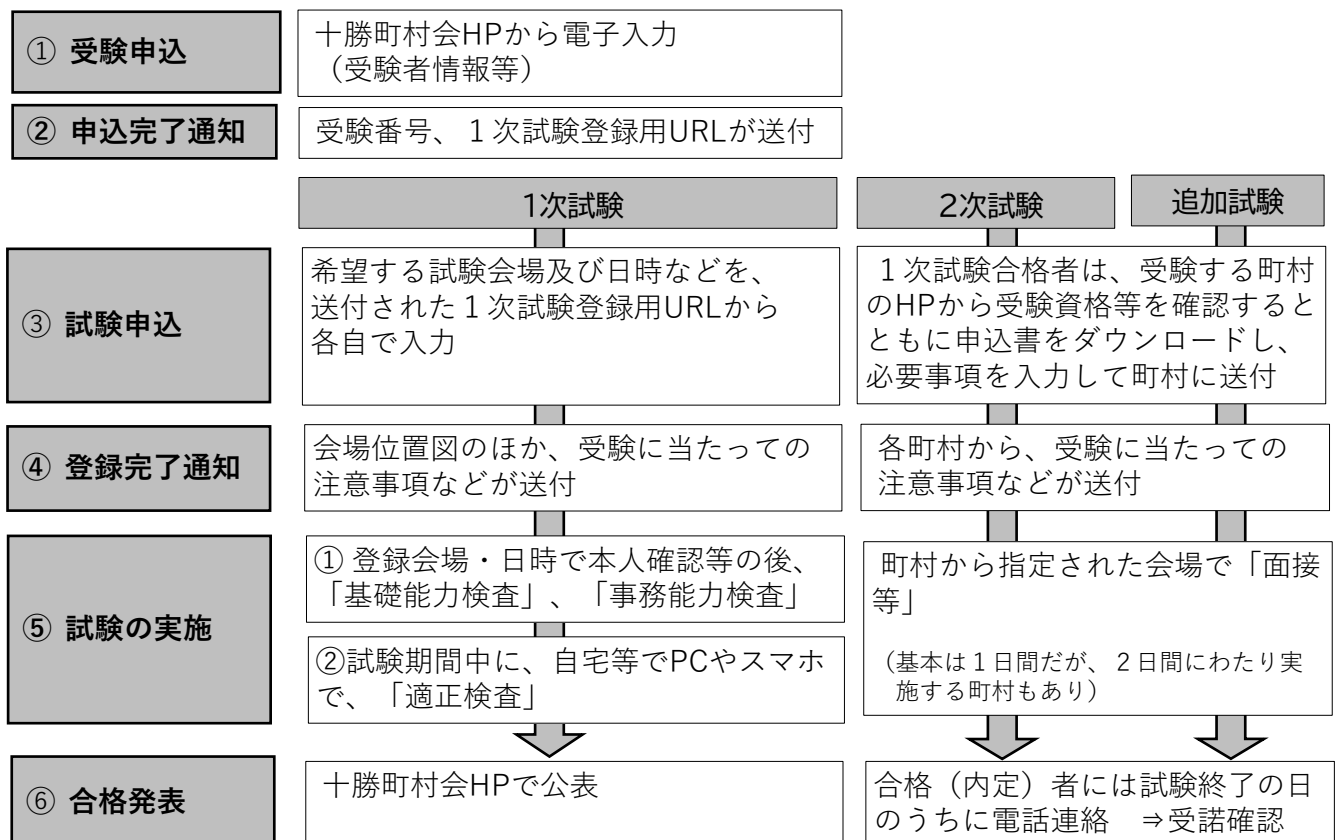 ① 受験申込
十勝町村会HPから電子入力
（受験者情報等）
② 申込完了通知
受験番号、１次試験登録用URLが送付
1次試験
2次試験
追加試験
③ 試験申込
希望する試験会場及び日時などを、
送付された１次試験登録用URLから
各自で入力
１次試験合格者は、受験する町村
のHPから受験資格等を確認すると
ともに申込書をダウンロードし、
必要事項を入力して町村に送付
④ 登録完了通知
会場位置図のほか、受験に当たっての
注意事項などが送付
各町村から、受験に当たっての
注意事項などが送付
⑤ 試験の実施
① 登録会場・日時で本人確認等の後、
「基礎能力検査」、「事務能力検査」
②試験期間中に、自宅等でPCやスマホ
で、「適正検査」
町村から指定された会場で「面接
等」
（基本は１日間だが、２日間にわたり実
施する町村もあり）
⑥ 合格発表
十勝町村会HPで公表
合格（内定）者には試験終了の日
のうちに電話連絡　⇒受諾確認